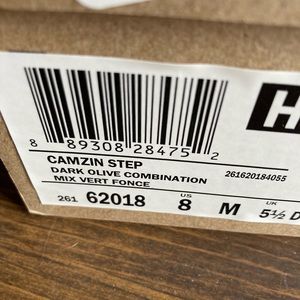 H
8 89308 28475 2
CAMZIN STEP 261620184055
DARK OLIVE COMBINATION
MIX VERT FONCE
US UK
261 62018 8 M 5½ D